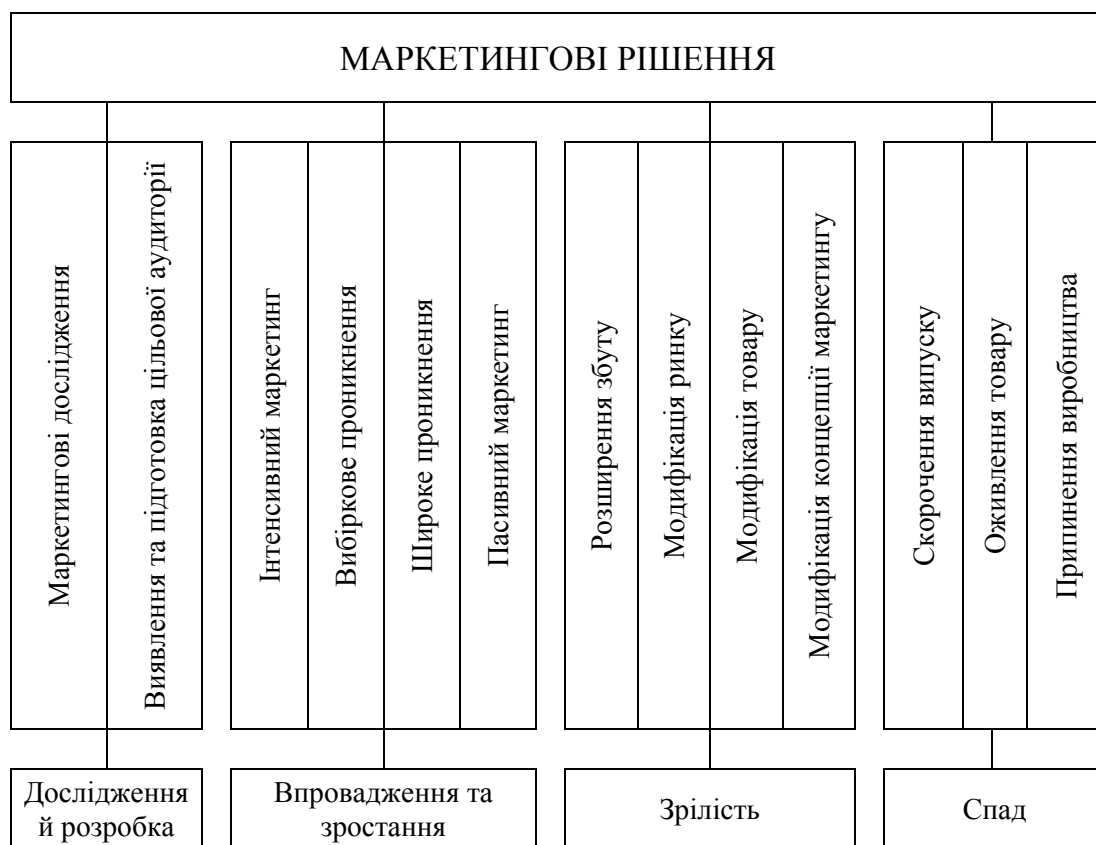 МАРКЕТИНГОВІ РІШЕННЯ
Маркетингові дослідження
Виявлення та підготовка цільової аудиторії
Інтенсивний маркетинг
Вибіркове проникнення
Широке проникнення
Пасивний маркетинг
Розширення збуту
Модифікація ринку
Модифікація товару
Модифікація концепції маркетингу
Скорочення випуску
Оживлення товару
Припинення виробництва
Дослідження
й розробка
Впровадження та
зростання
Зрілість
Спад